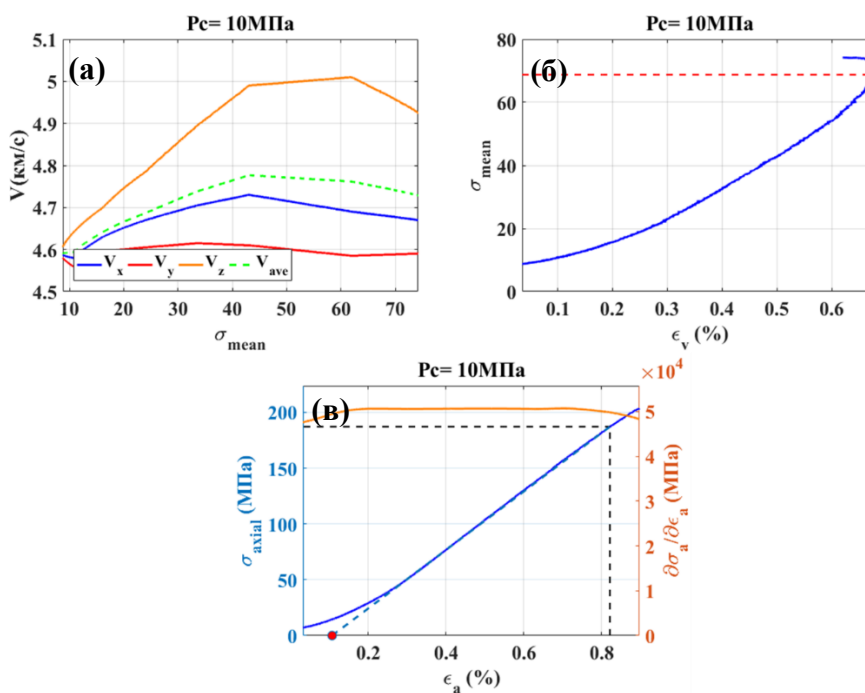 Pc= 10МПа
(а)
5.1
5
4.9
4.8
4.7
4.6
4.5
V(км/с)
V_x V_y V_z V_ave
10 20 30 40 50 60 70
σ_mean
Pc= 10МПа
(б)
80
60
40
20
0
σ_mean
0.1 0.2 0.3 0.4 0.5 0.6
ϵ_v (%)
Pc= 10МПа
(в)
×10^4
200
150
100
50
0
σ_axial (МПа)
5
4
3
2
1
0
∂σ_a/∂ϵ_a (МПа)
0.2 0.4 0.6 0.8
ϵ_a (%)